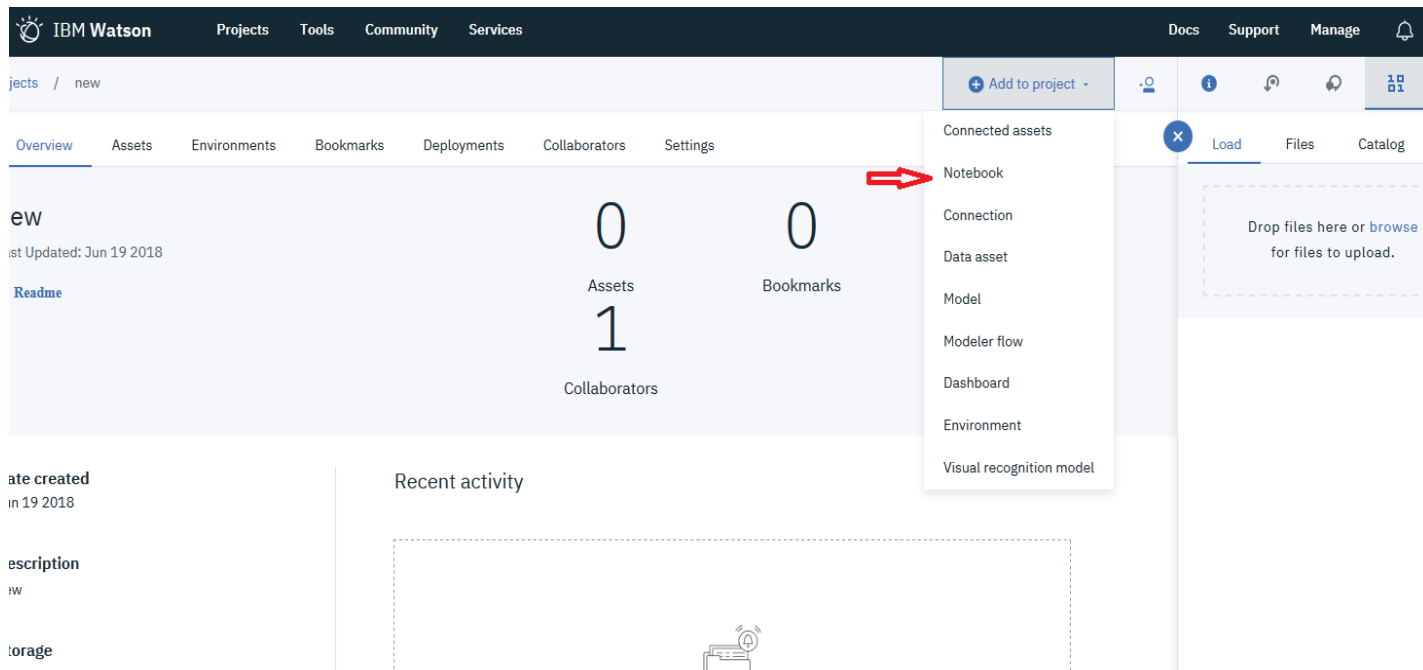 IBM Watson Projects Tools Community Services Docs Support Manage
jects / new Add to project
Overview Assets Environments Bookmarks Deployments Collaborators Settings
Connected assets
Notebook
Connection
Data asset
Model
Modeler flow
Dashboard
Environment
Visual recognition model
Load Files Catalog
Drop files here or browse
for files to upload.
ew
ast Updated: Jun 19 2018
Readme
0
Assets
0
Bookmarks
1
Collaborators
ate created
un 19 2018
escription
ew
torage
Recent activity